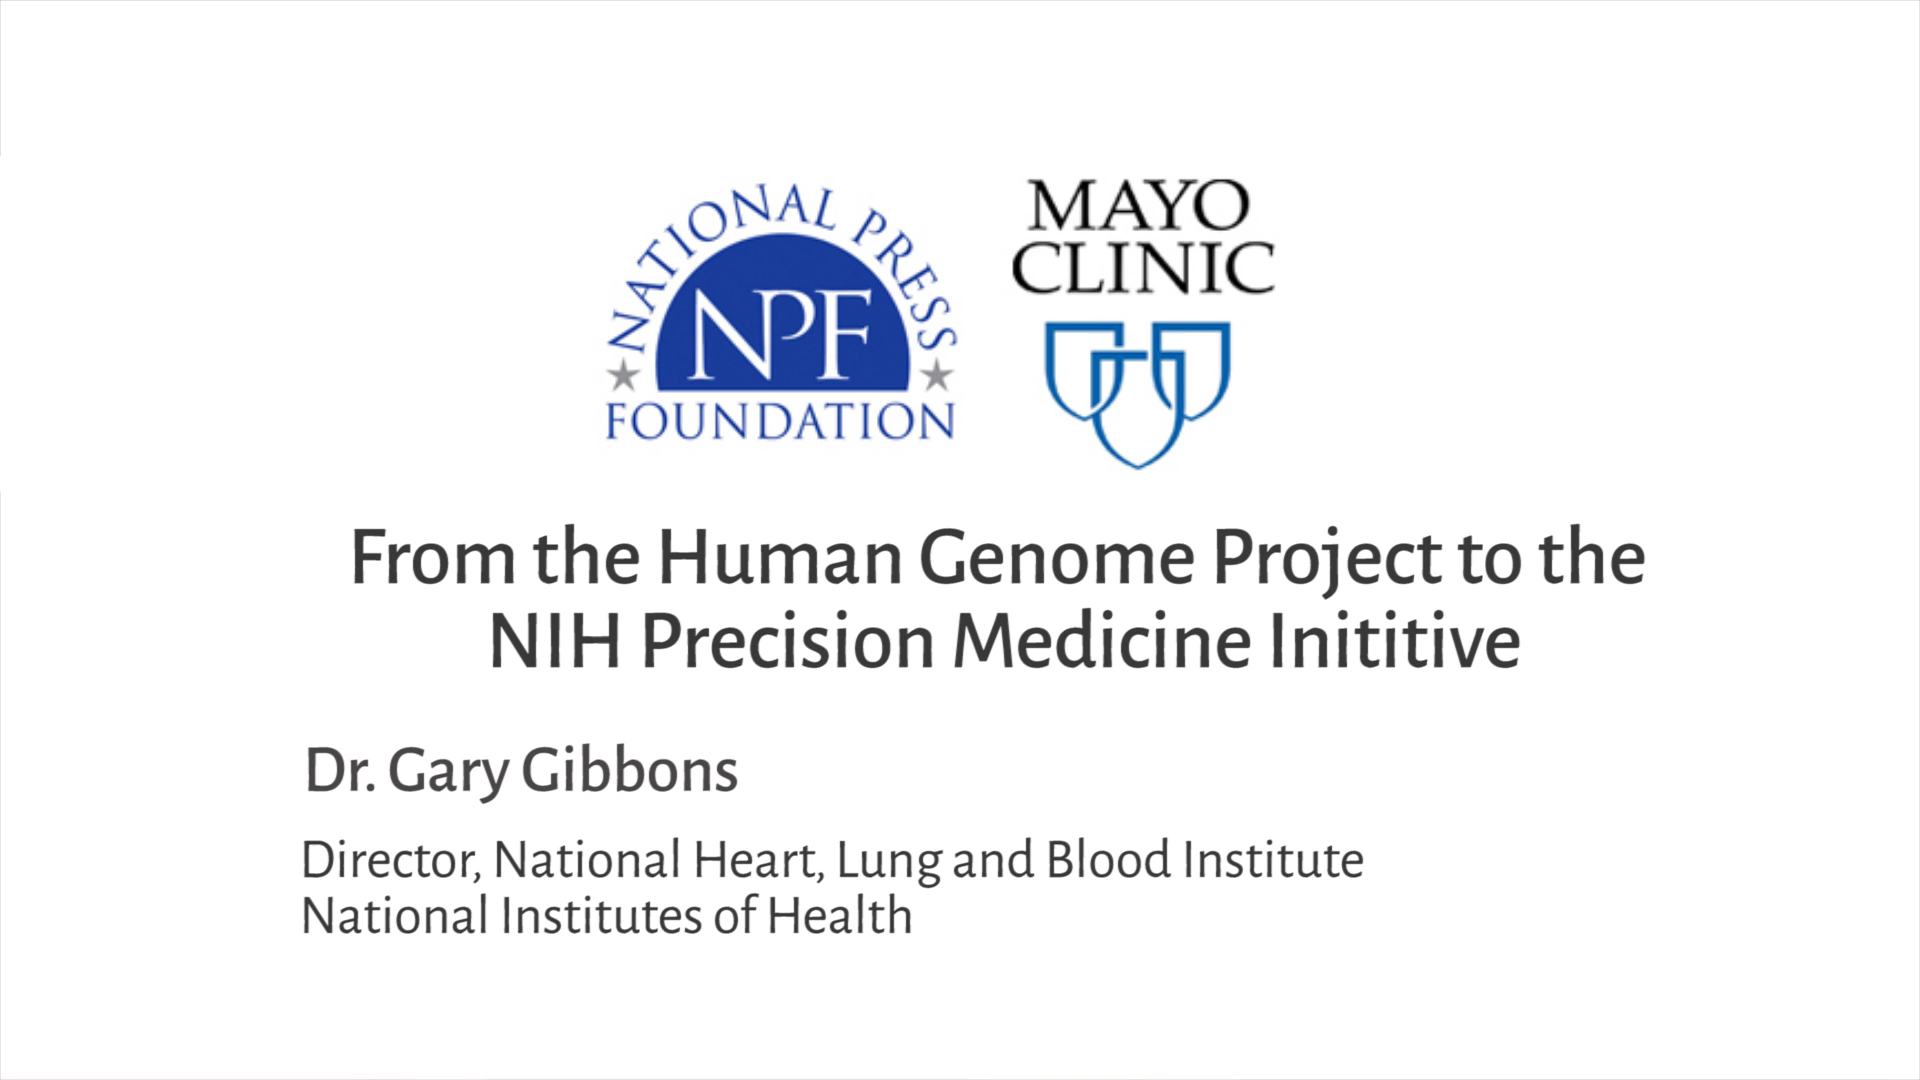 NATIONAL PRESS
NPF
FOUNDATION
MAYO
CLINIC
From the Human Genome Project to the
NIH Precision Medicine Inititive
Dr. Gary Gibbons
Director, National Heart, Lung and Blood Institute
National Institutes of Health